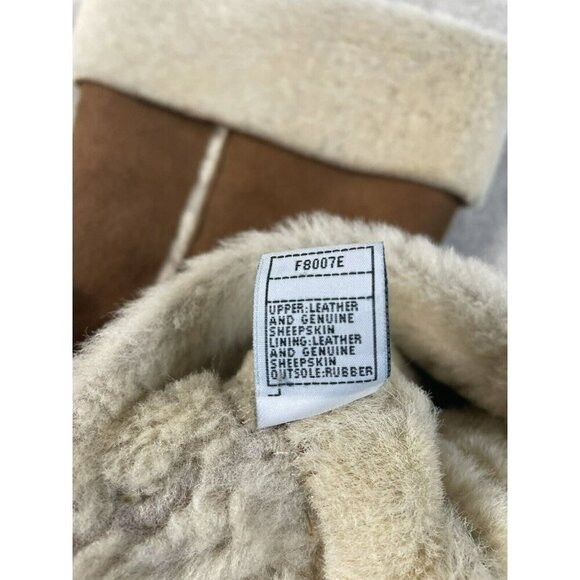 F8007E
UPPER:LEATHER
AND GENUINE
SHEEPSKIN
LINING:LEATHER
AND GENUINE
SHEEPSKIN
OUTSOLE:RUBBER